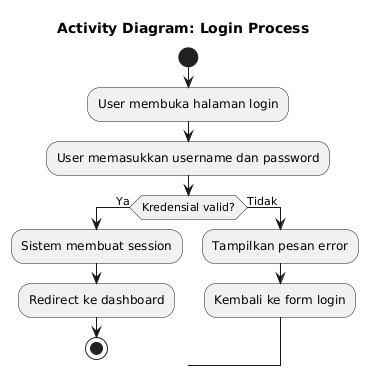 Activity Diagram: Login Process
User membuka halaman login
User memasukkan username dan password
Kredensial valid?
Ya
Tidak
Sistem membuat session
Tampilkan pesan error
Redirect ke dashboard
Kembali ke form login